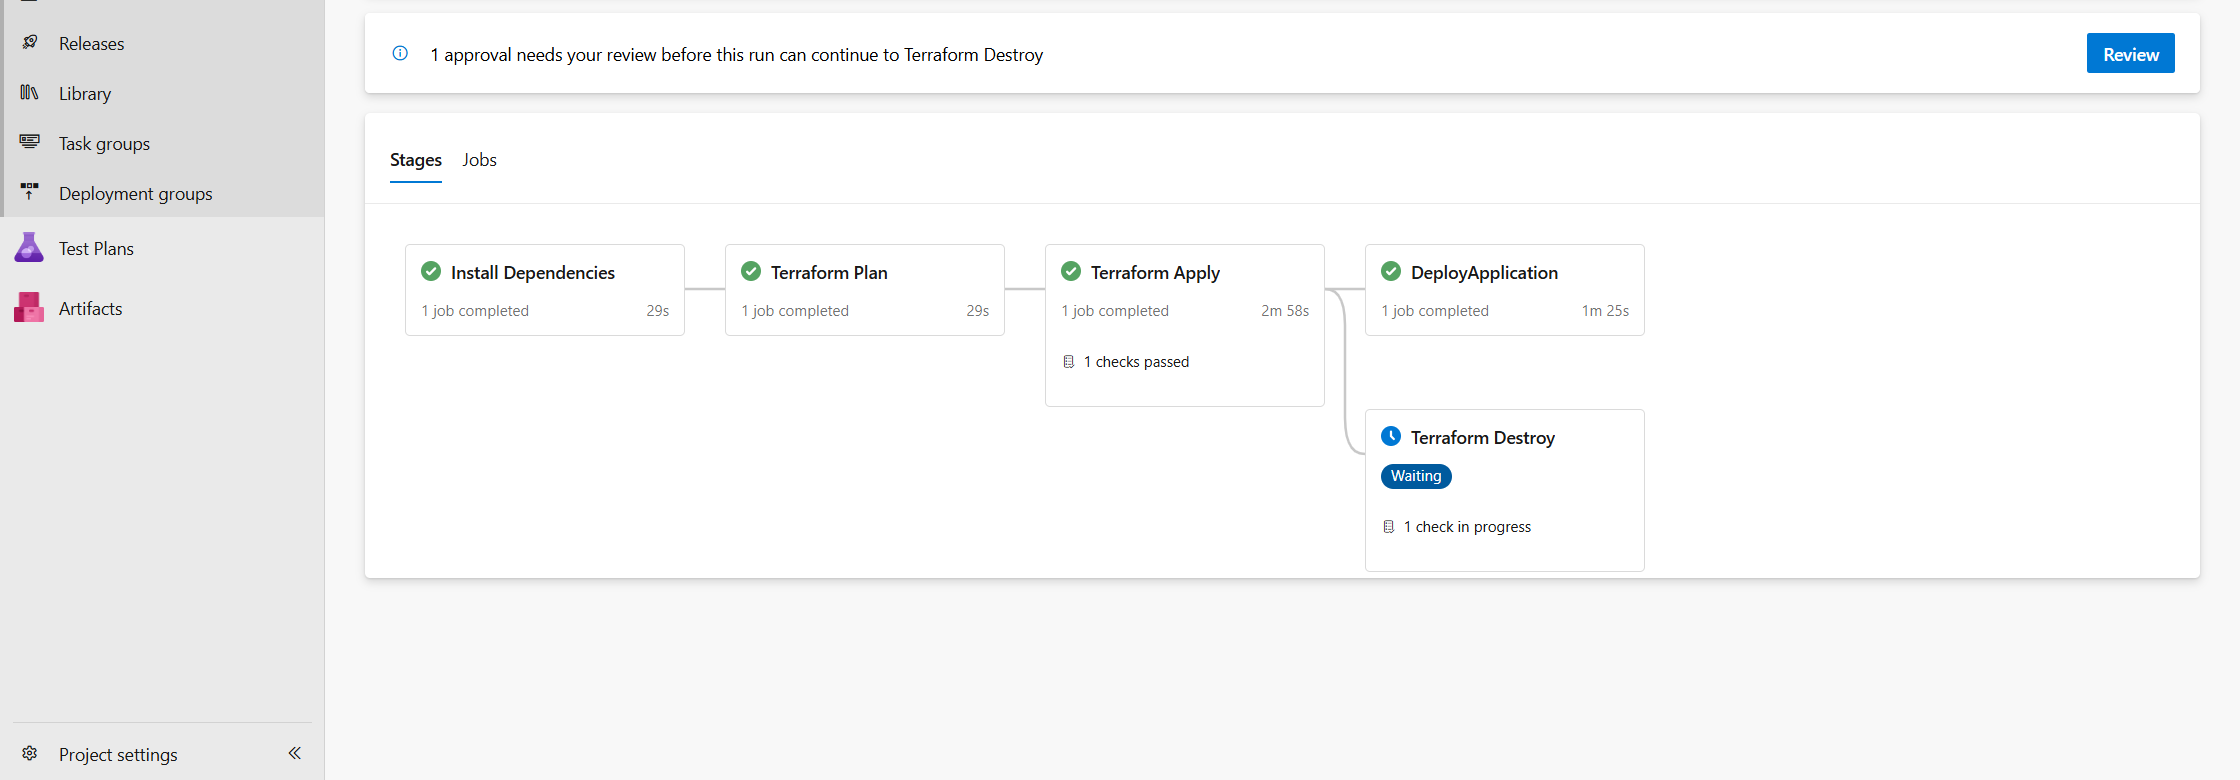 Releases
Library
Task groups
Deployment groups
Test Plans
Artifacts
Project settings
1 approval needs your review before this run can continue to Terraform Destroy
Review
Stages Jobs
Install Dependencies
1 job completed 29s
Terraform Plan
1 job completed 29s
Terraform Apply
1 job completed 2m 58s
1 checks passed
DeployApplication
1 job completed 1m 25s
Terraform Destroy
Waiting
1 check in progress